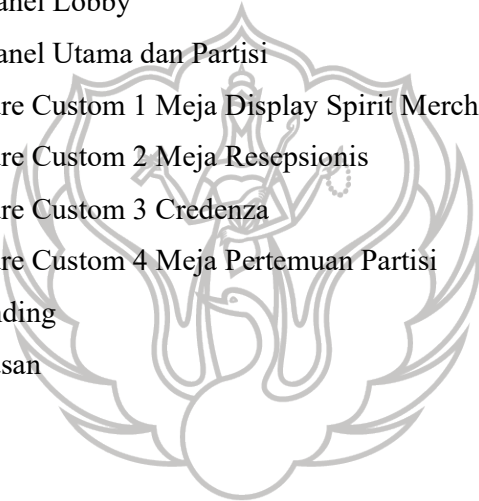 anel Lobby
anel Utama dan Partisi
re Custom 1 Meja Display Spirit Merch
re Custom 2 Meja Resepsionis
re Custom 3 Credenza
re Custom 4 Meja Pertemuan Partisi
ding
san